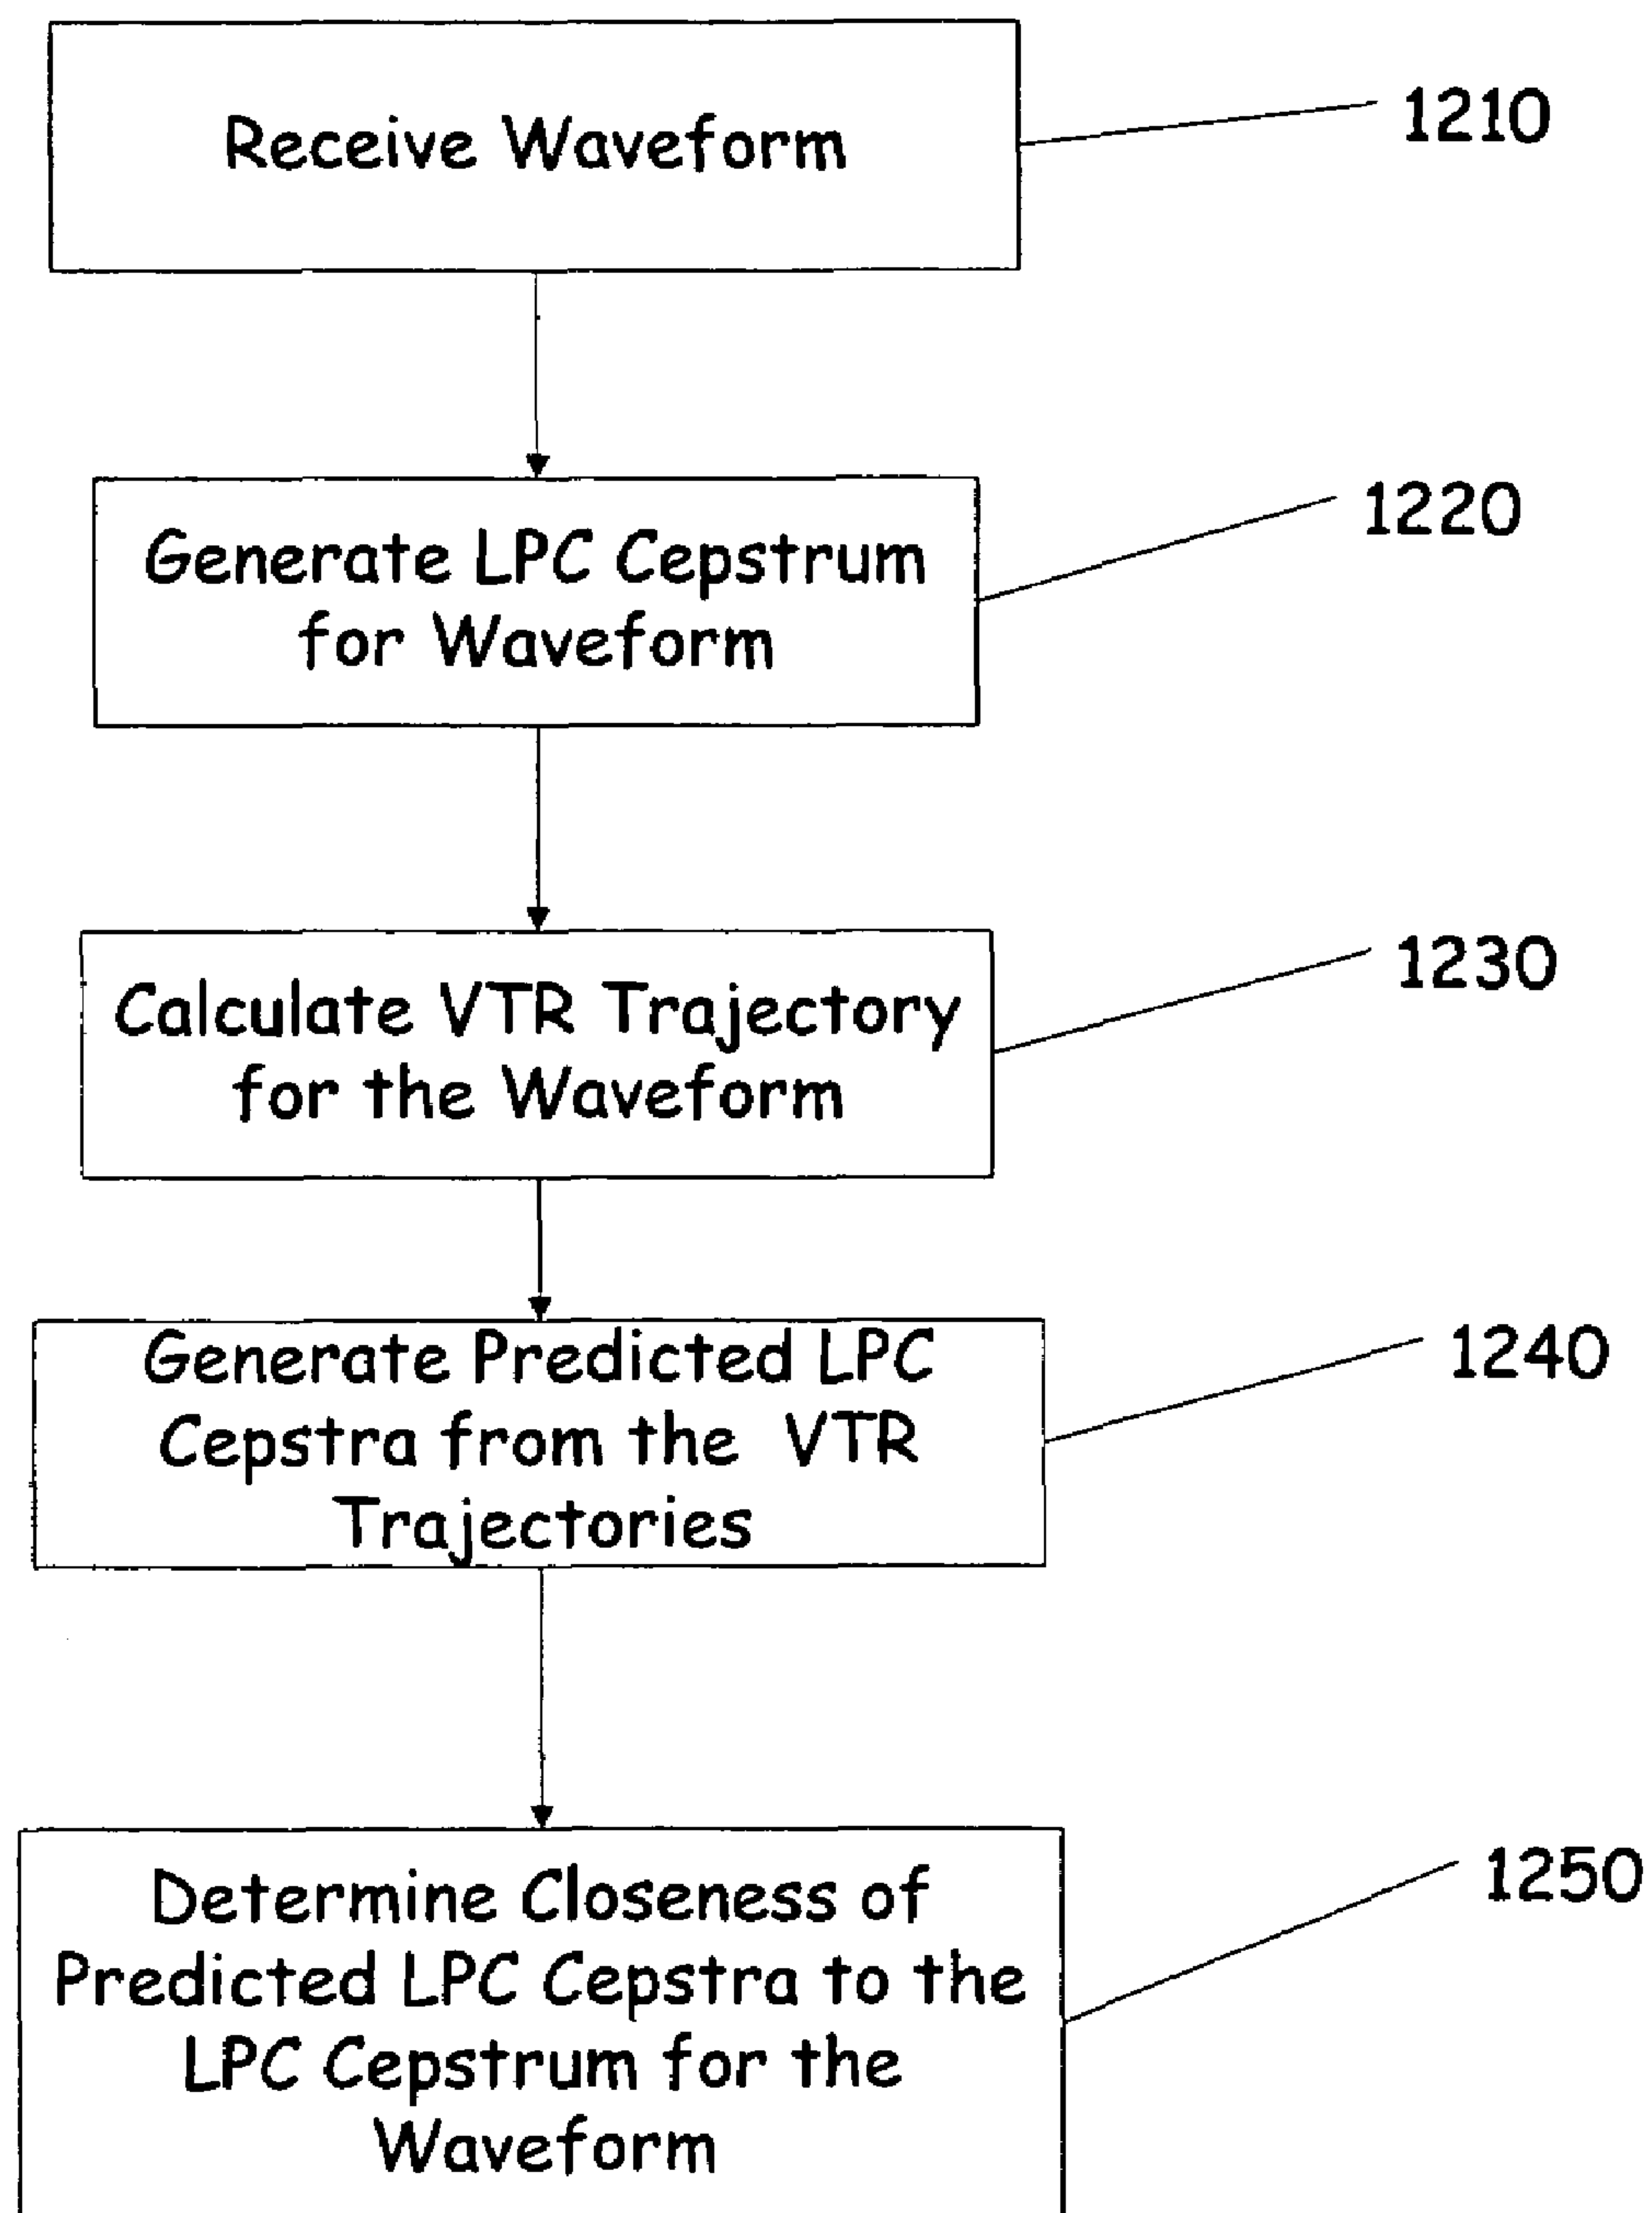 Receive Waveform
1210
Generate LPC Cepstrum
for Waveform
1220
Calculate VTR Trajectory
for the Waveform
1230
Generate Predicted LPC
Cepstra from the VTR
Trajectories
1240
Determine Closeness of
Predicted LPC Cepstra to the
LPC Cepstrum for the
Waveform
1250